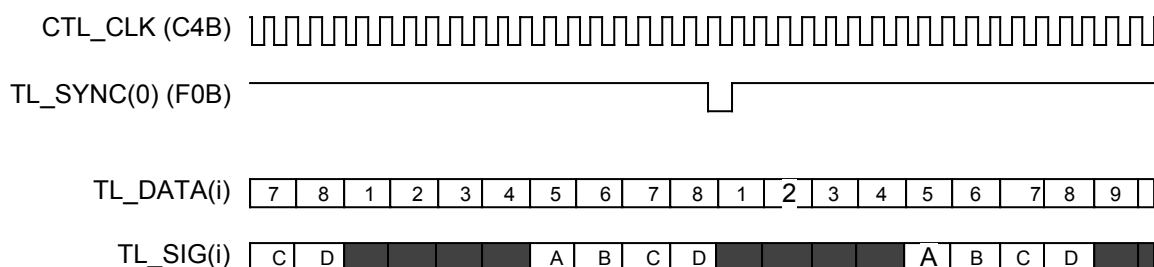 CTL_CLK (C4B)
TL_SYNC(0) (F0B)
TL_DATA(i) 7 8 1 2 3 4 5 6 7 8 1 2 3 4 5 6 7 8 9
TL_SIG(i) C D A B C D A B C D